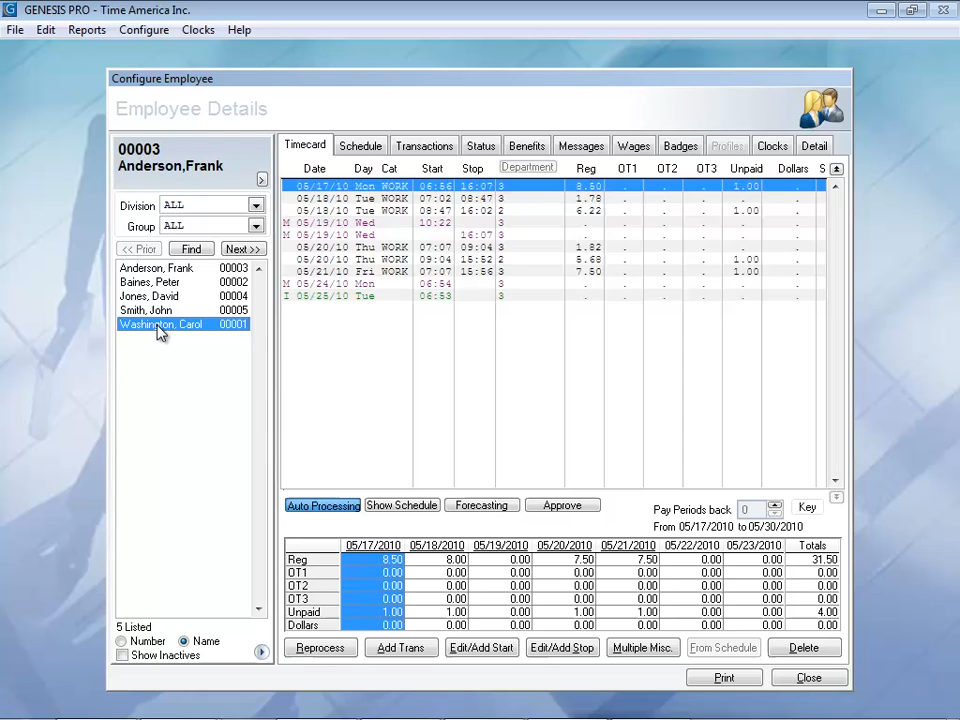 GENESIS PRO - Time America Inc.
File Edit Reports Configure Clocks Help
Configure Employee
Employee Details
00003
Anderson,Frank
>
Division ALL
Group ALL
<< Prior Find Next >>
Anderson, Frank 00003
Baines, Peter 00002
Jones, David 00004
Smith, John 00005
Washington, Carol 00001
5 Listed
Number Name
Show Inactives
Timecard Schedule Transactions Status Benefits Messages Wages Badges Profiles Clocks Detail
Date Day Cat Start Stop Department Reg OT1 OT2 OT3 Unpaid Dollars S
05/17/10 Mon WORK 06:56 16:07 3 8.50 . . . 1.00 .
05/18/10 Tue WORK 07:02 08:47 3 1.78 . . . . .
05/18/10 Tue WORK 08:47 16:02 2 6.22 . . . 1.00 .
M 05/19/10 Wed 10:22 3 . . . . . .
M 05/19/10 Wed 16:07 3 . . . . . .
05/20/10 Thu WORK 07:07 09:04 3 1.82 . . . . .
05/20/10 Thu WORK 09:04 15:52 2 5.68 . . . 1.00 .
05/21/10 Fri WORK 07:07 15:56 3 7.50 . . . 1.00 .
M 05/24/10 Mon 06:54 3 . . . . . .
I 05/25/10 Tue 06:53 3 . . . . . .
Auto Processing Show Schedule Forecasting Approve Pay Periods back 0 Key
From 05/17/2010 to 05/30/2010
05/17/2010 05/18/2010 05/19/2010 05/20/2010 05/21/2010 05/22/2010 05/23/2010 Totals
Reg 8.50 8.00 0.00 7.50 7.50 0.00 0.00 31.50
OT1 0.00 0.00 0.00 0.00 0.00 0.00 0.00 0.00
OT2 0.00 0.00 0.00 0.00 0.00 0.00 0.00 0.00
OT3 0.00 0.00 0.00 0.00 0.00 0.00 0.00 0.00
Unpaid 1.00 1.00 0.00 1.00 1.00 0.00 0.00 4.00
Dollars 0.00 0.00 0.00 0.00 0.00 0.00 0.00 0.00
Reprocess Add Trans Edit/Add Start Edit/Add Stop Multiple Misc. From Schedule Delete
Print Close